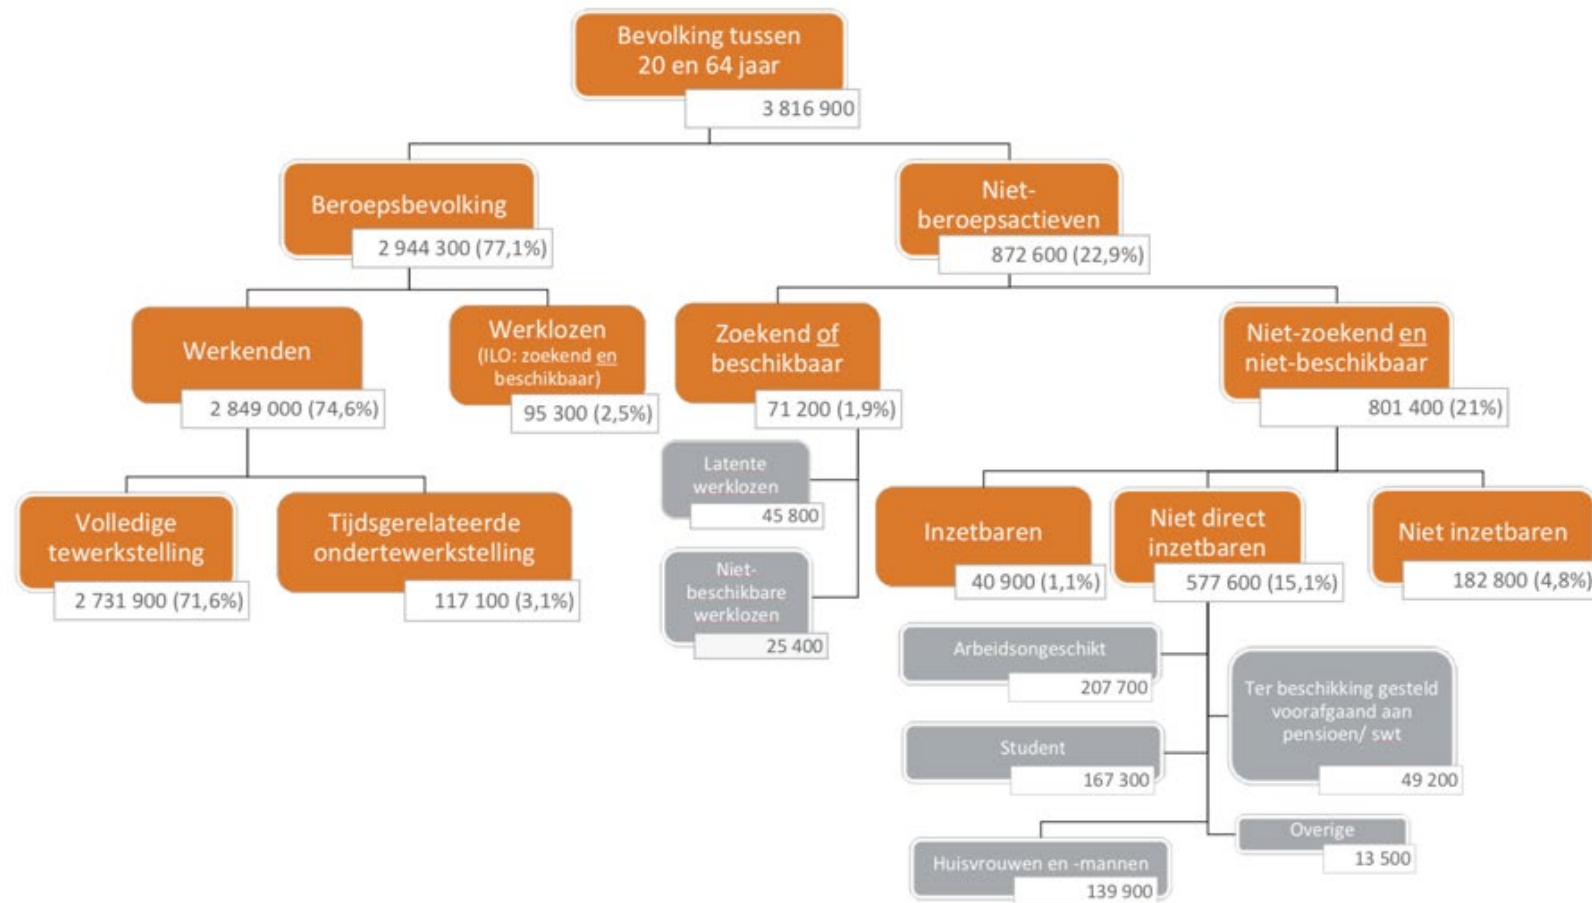 Bevolking tussen
20 en 64 jaar
3 816 900
Beroepsbevolking
2 944 300 (77,1%)
Niet-
beroepsactieven
872 600 (22,9%)
Werkenden
2 849 000 (74,6%)
Werklozen
(ILO: zoekend en
beschikbaar)
95 300 (2,5%)
Zoekend of
beschikbaar
71 200 (1,9%)
Niet-zoekend en
niet-beschikbaar
801 400 (21%)
Volledige
tewerkstelling
2 731 900 (71,6%)
Tijdsgerelateerde
ondertewerkstelling
117 100 (3,1%)
Latente
werklozen
45 800
Niet-
beschikbare
werklozen
25 400
Inzetbaren
40 900 (1,1%)
Niet direct
inzetbaren
577 600 (15,1%)
Niet inzetbaren
182 800 (4,8%)
Arbeidsongeschikt
207 700
Student
167 300
Huisvrouwen en -mannen
139 900
Ter beschikking gesteld
voorafgaand aan
pensioen/ swt
49 200
Overige
13 500